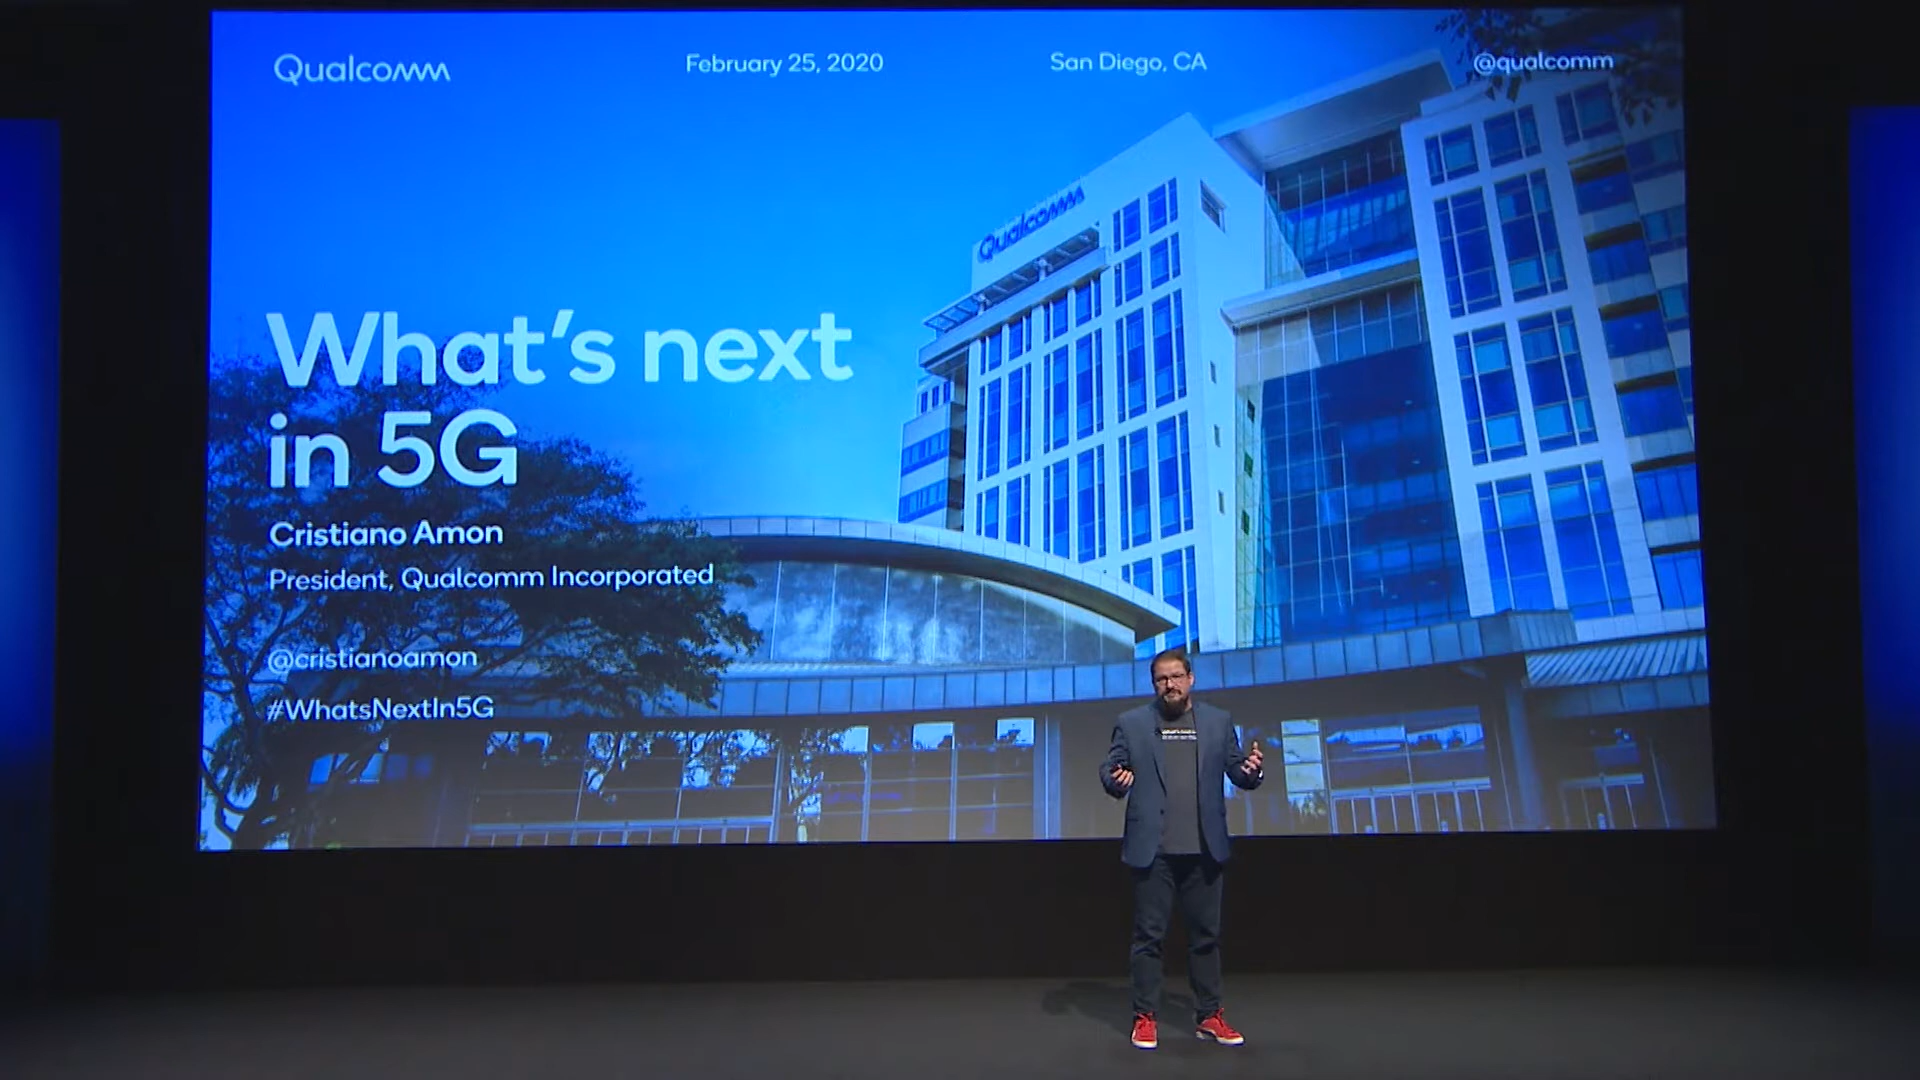 Qualcomm
February 25, 2020
San Diego, CA
@qualcomm
Qualcomm
What's next
in 5G
Cristiano Amon
President, Qualcomm Incorporated
@cristianoamon
#WhatsNextIn5G